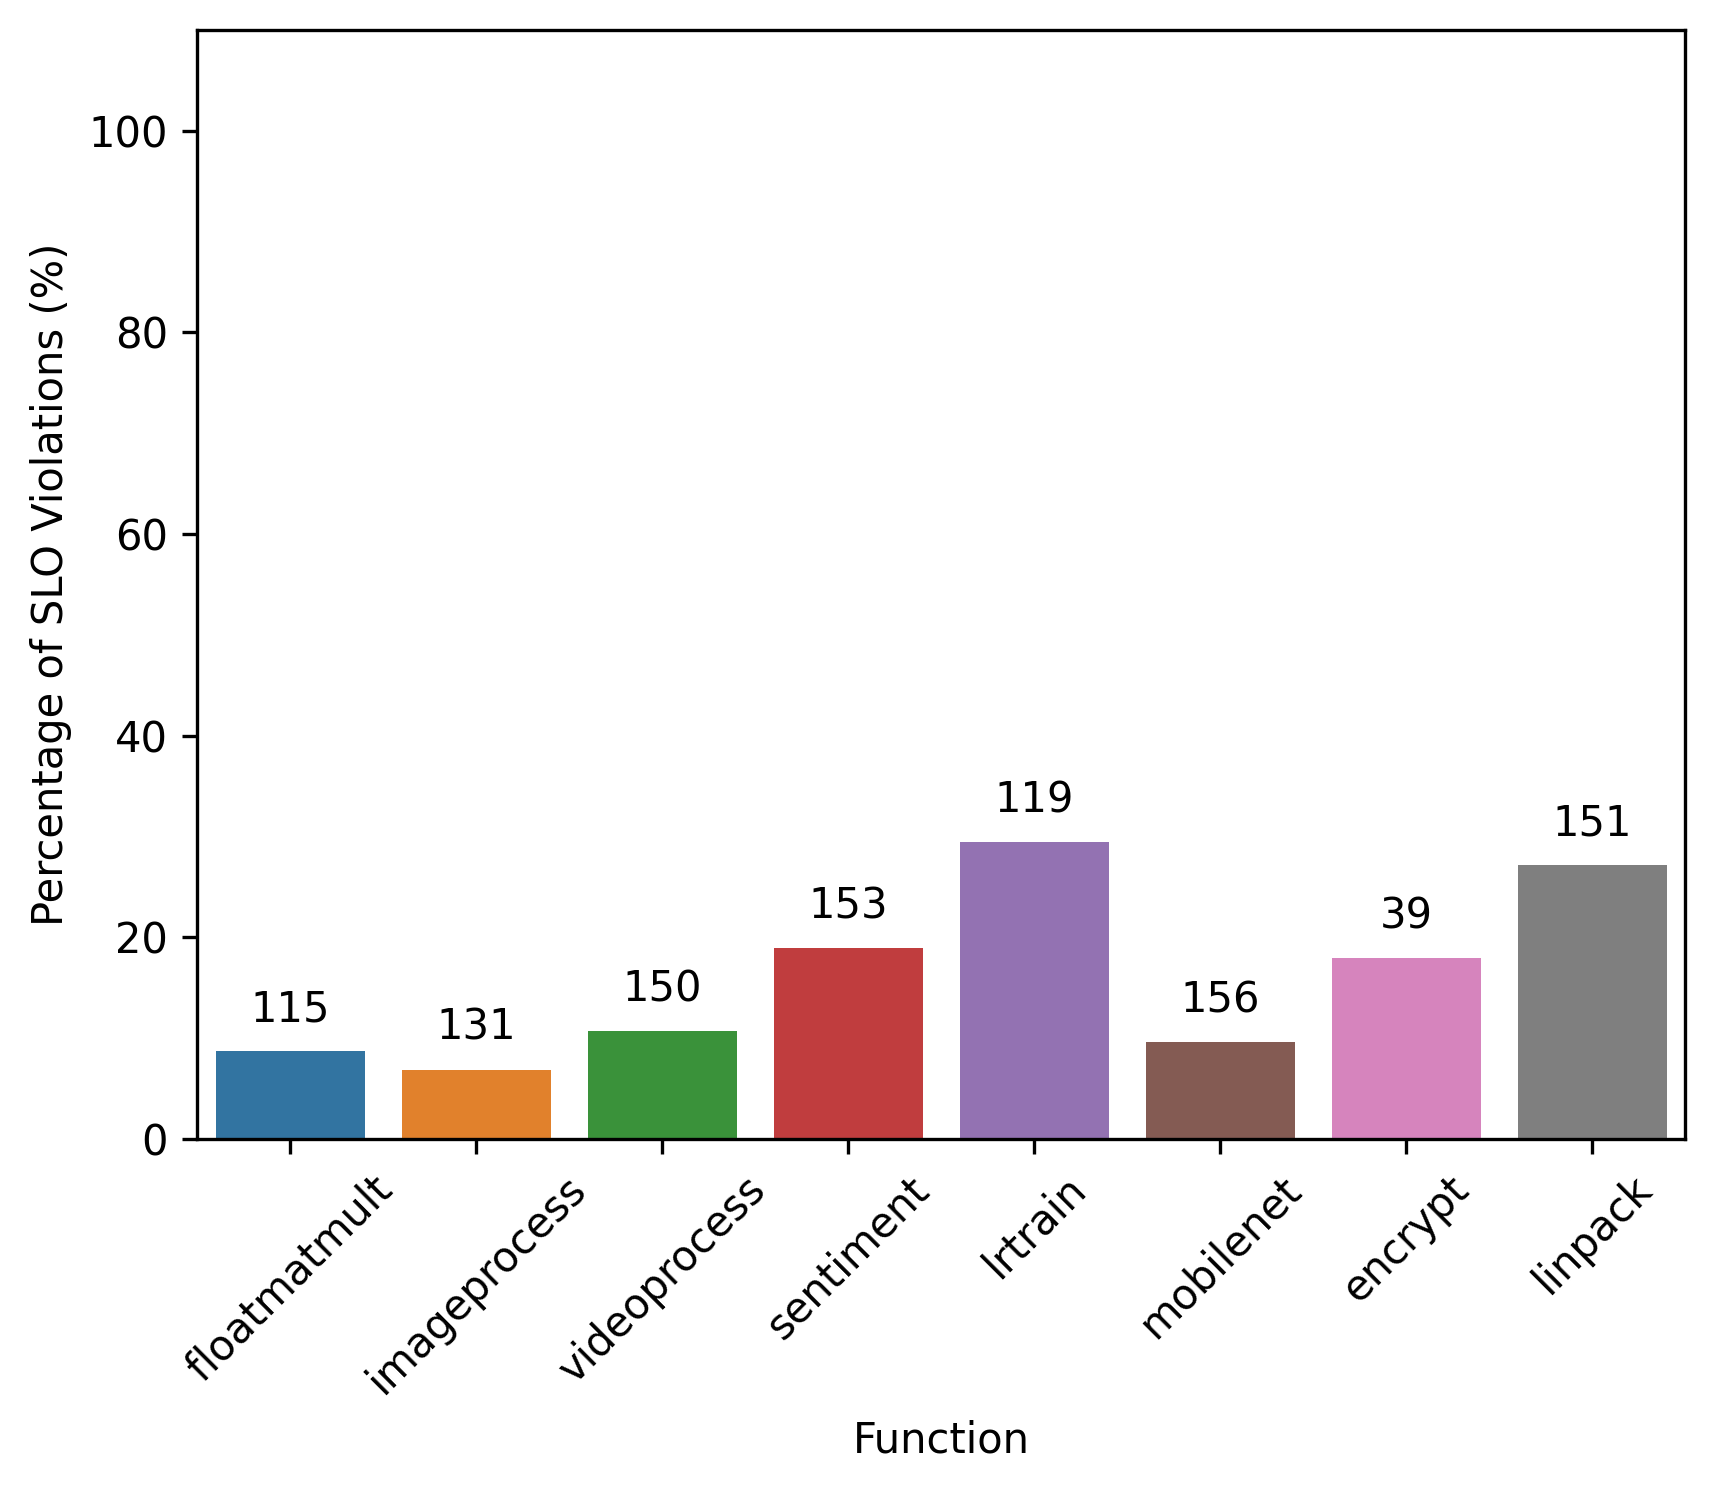 Percentage of SLO Violations (%)
100
80
60
40
20
0
115
131
150
153
119
156
39
151
floatmatmult
imageprocess
videoprocess
sentiment
lrtrain
mobilenet
encrypt
linpack
Function